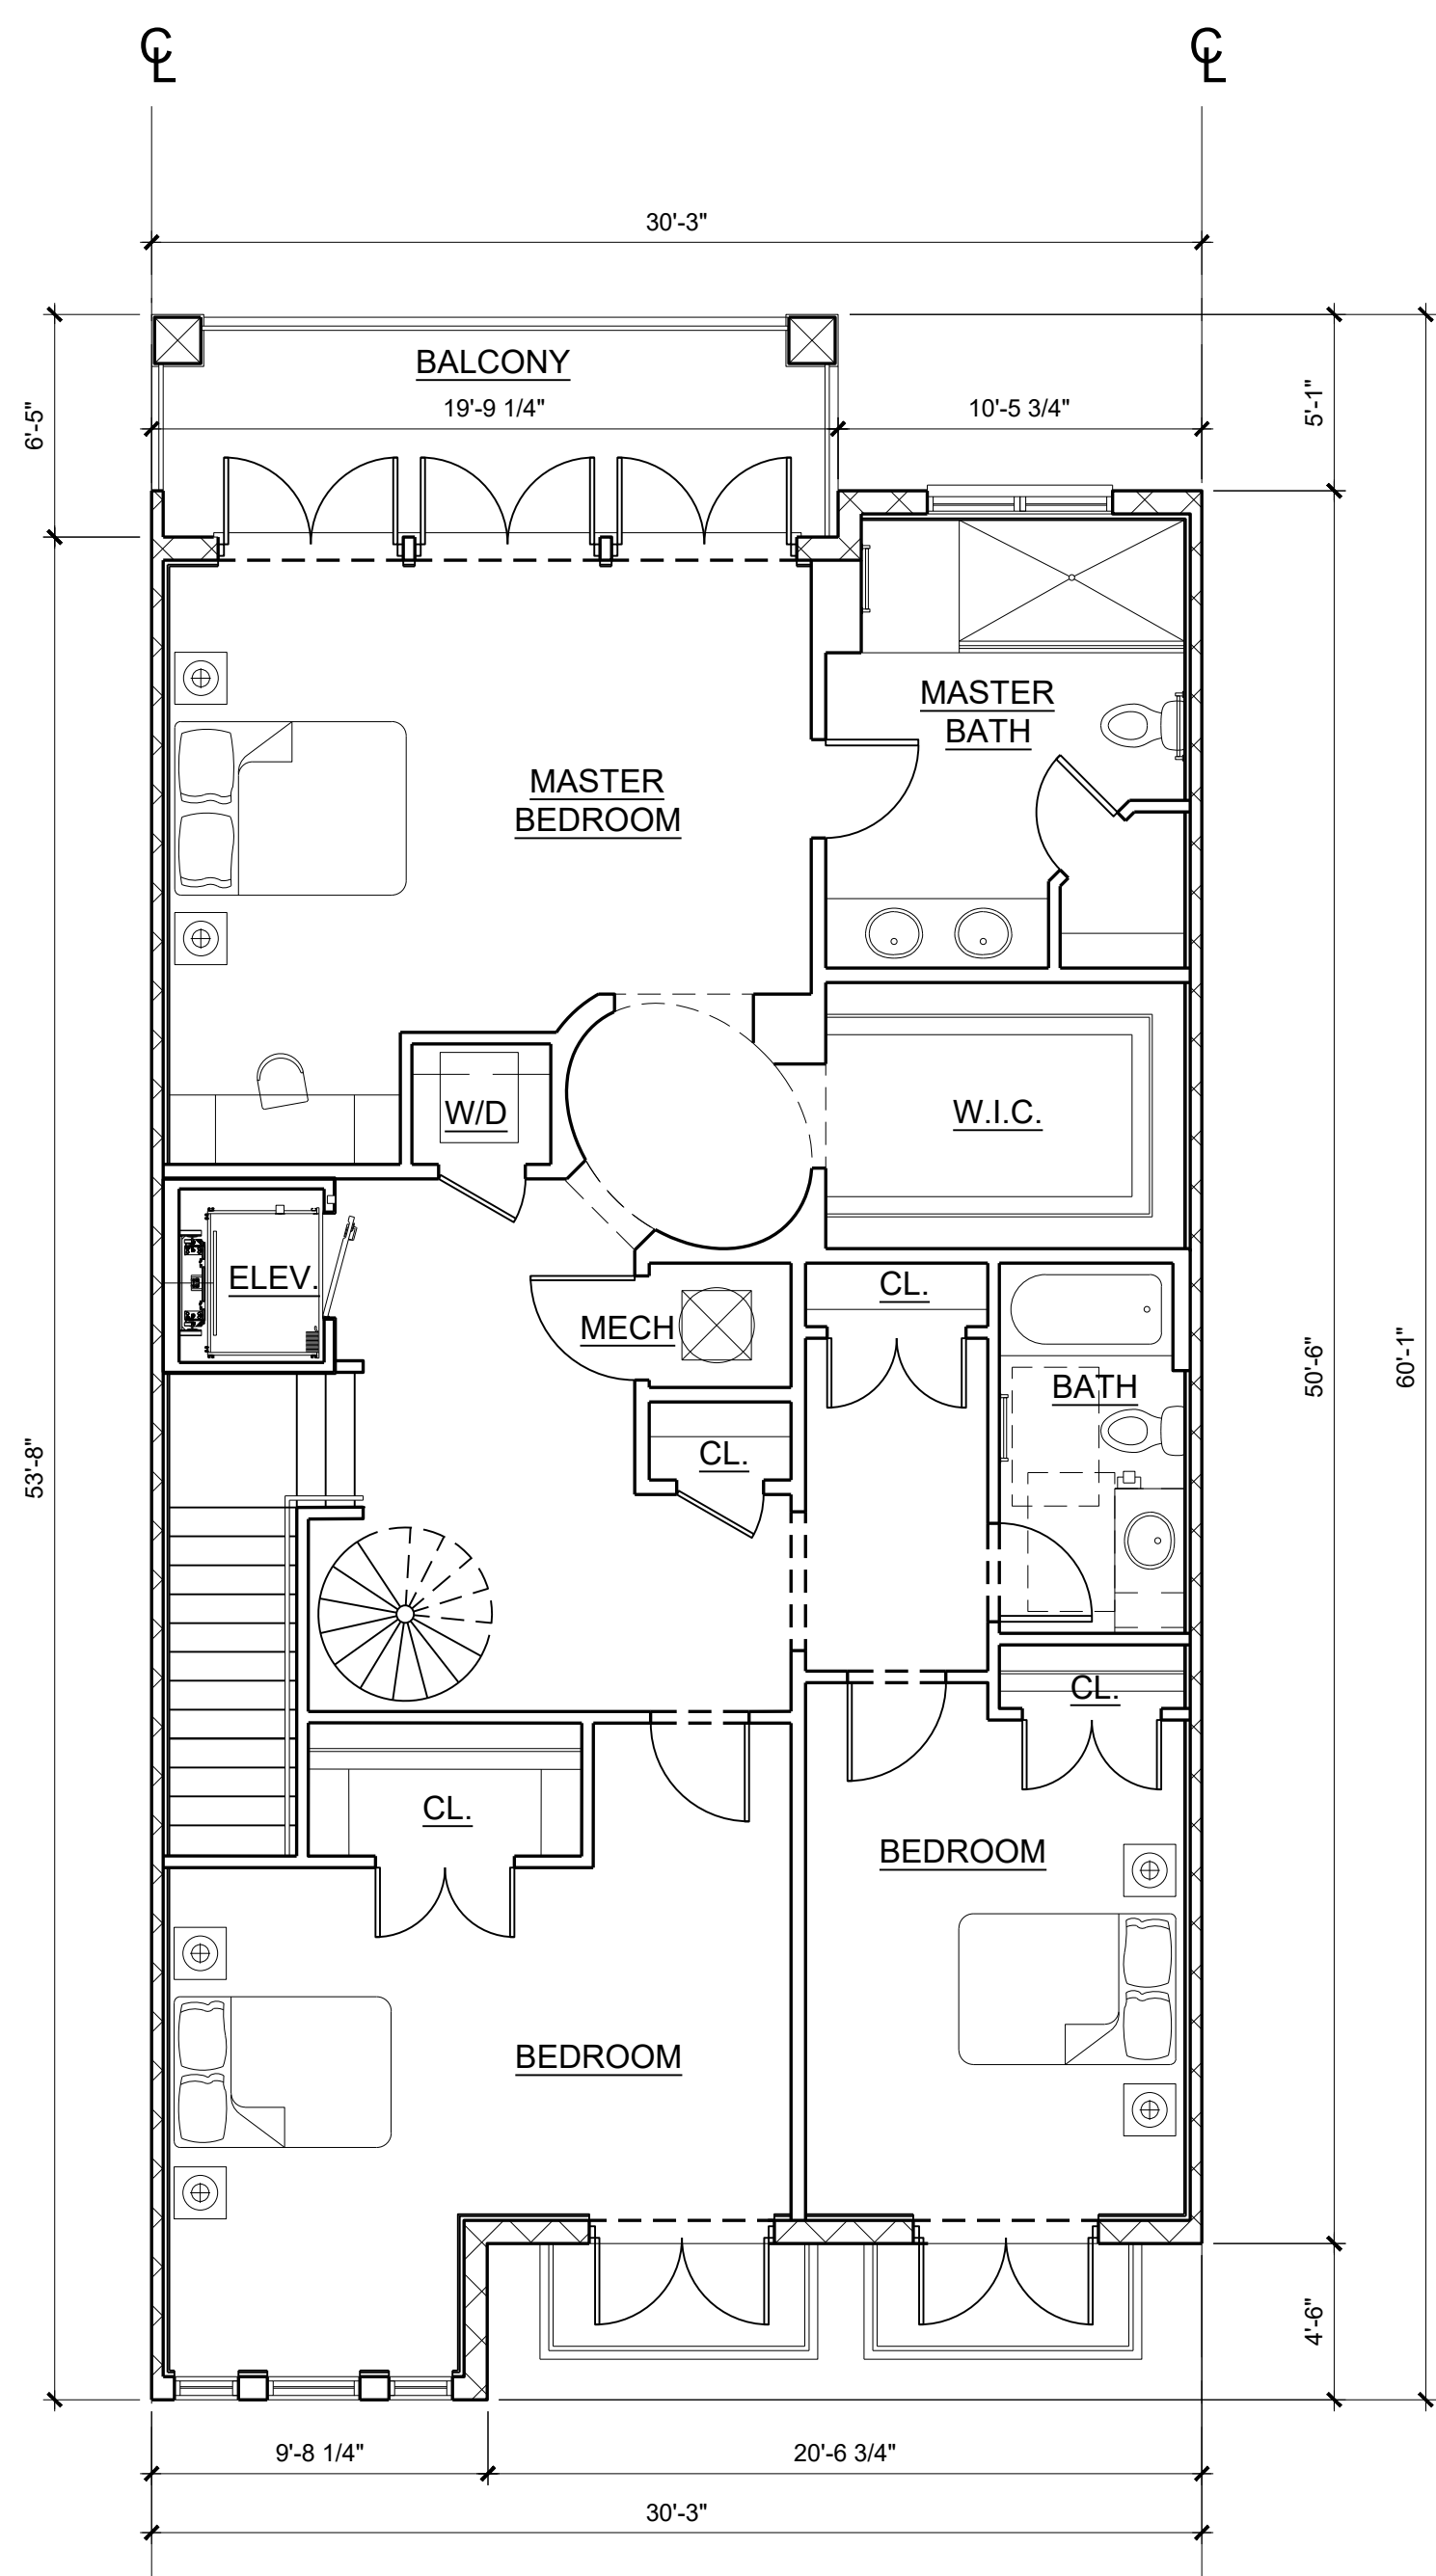 ℄ ℄
30'-3"
BALCONY
19'-9 1/4" 10'-5 3/4"
6'-5" 5'-1"
MASTER
BATH
MASTER
BEDROOM
W/D W.I.C.
ELEV. CL.
MECH
BATH
50'-6" 60'-1"
CL.
53'-8"
CL.
CL.
BEDROOM
BEDROOM
4'-6"
9'-8 1/4" 20'-6 3/4"
30'-3"